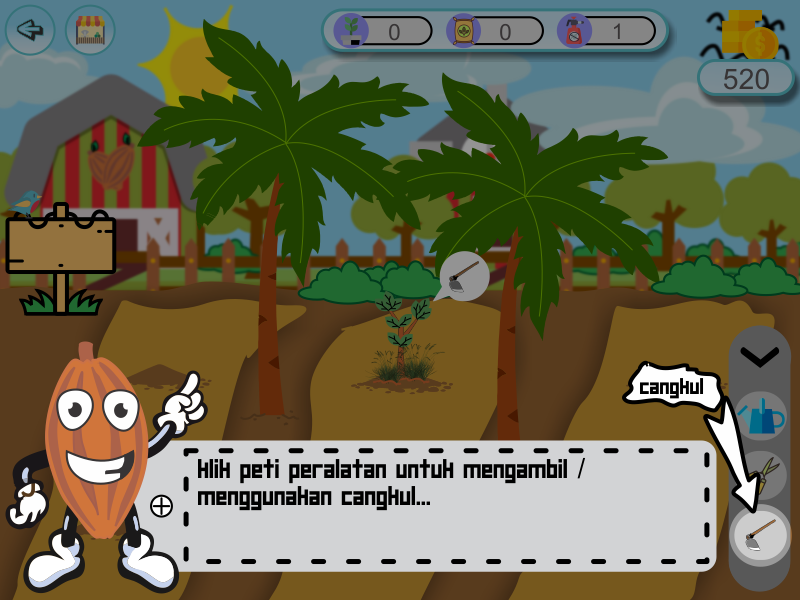 0
0
1
520
cangkul
klik peti peralatan untuk mengambil /
menggunakan cangkul...